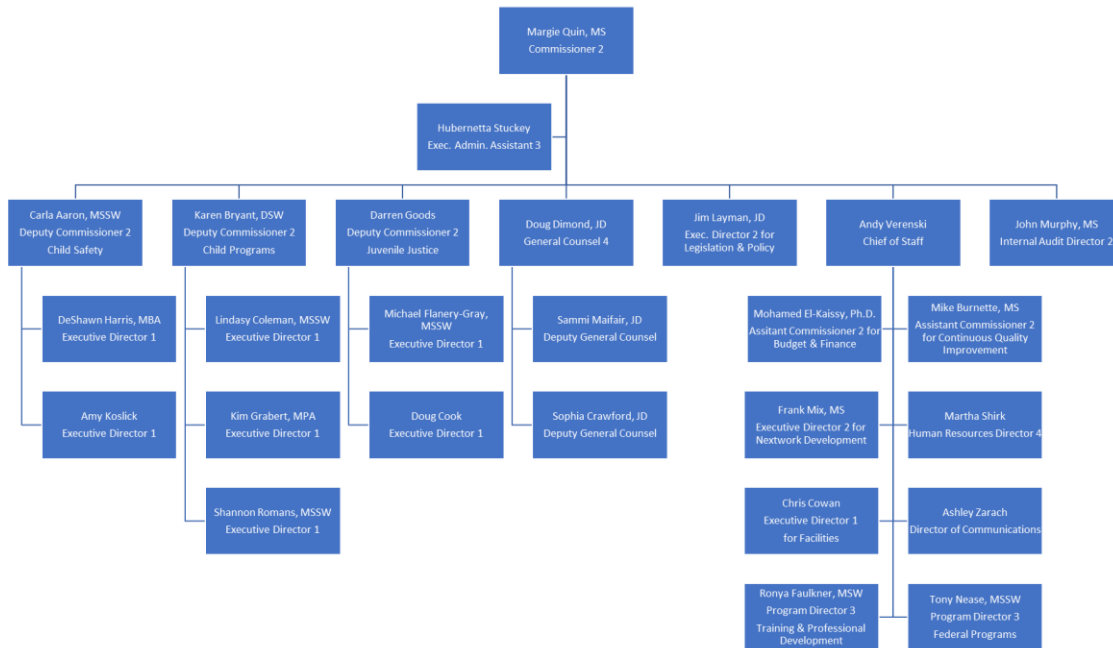 Margie Quin, MS
Commissioner 2
Hubernetta Stuckey
Exec. Admin. Assistant 3
Carla Aaron, MSSW
Deputy Commissioner 2
Child Safety
Karen Bryant, DSW
Deputy Commissioner 2
Child Programs
Darren Goods
Deputy Commissioner 2
Juvenile Justice
Doug Dimond, JD
General Counsel 4
Jim Layman, JD
Exec. Director 2 for
Legislation & Policy
Andy Verenski
Chief of Staff
John Murphy, MS
Internal Audit Director 2
DeShawn Harris, MBA
Executive Director 1
Lindasy Coleman, MSSW
Executive Director 1
Michael Flanery-Gray,
MSSW
Executive Director 1
Sammi Maifair, JD
Deputy General Counsel
Mohamed El-Kaissy, Ph.D.
Assitant Commissioner 2 for
Budget & Finance
Mike Burnette, MS
Assistant Commissioner 2
for Continuous Quality
Improvement
Amy Koslick
Executive Director 1
Kim Grabert, MPA
Executive Director 1
Doug Cook
Executive Director 1
Sophia Crawford, JD
Deputy General Counsel
Frank Mix, MS
Executive Director 2 for
Nextwork Development
Martha Shirk
Human Resources Director 4
Shannon Romans, MSSW
Executive Director 1
Chris Cowan
Executive Director 1
for Facilities
Ashley Zarach
Director of Communications
Ronya Faulkner, MSW
Program Director 3
Training & Professional
Development
Tony Nease, MSSW
Program Director 3
Federal Programs